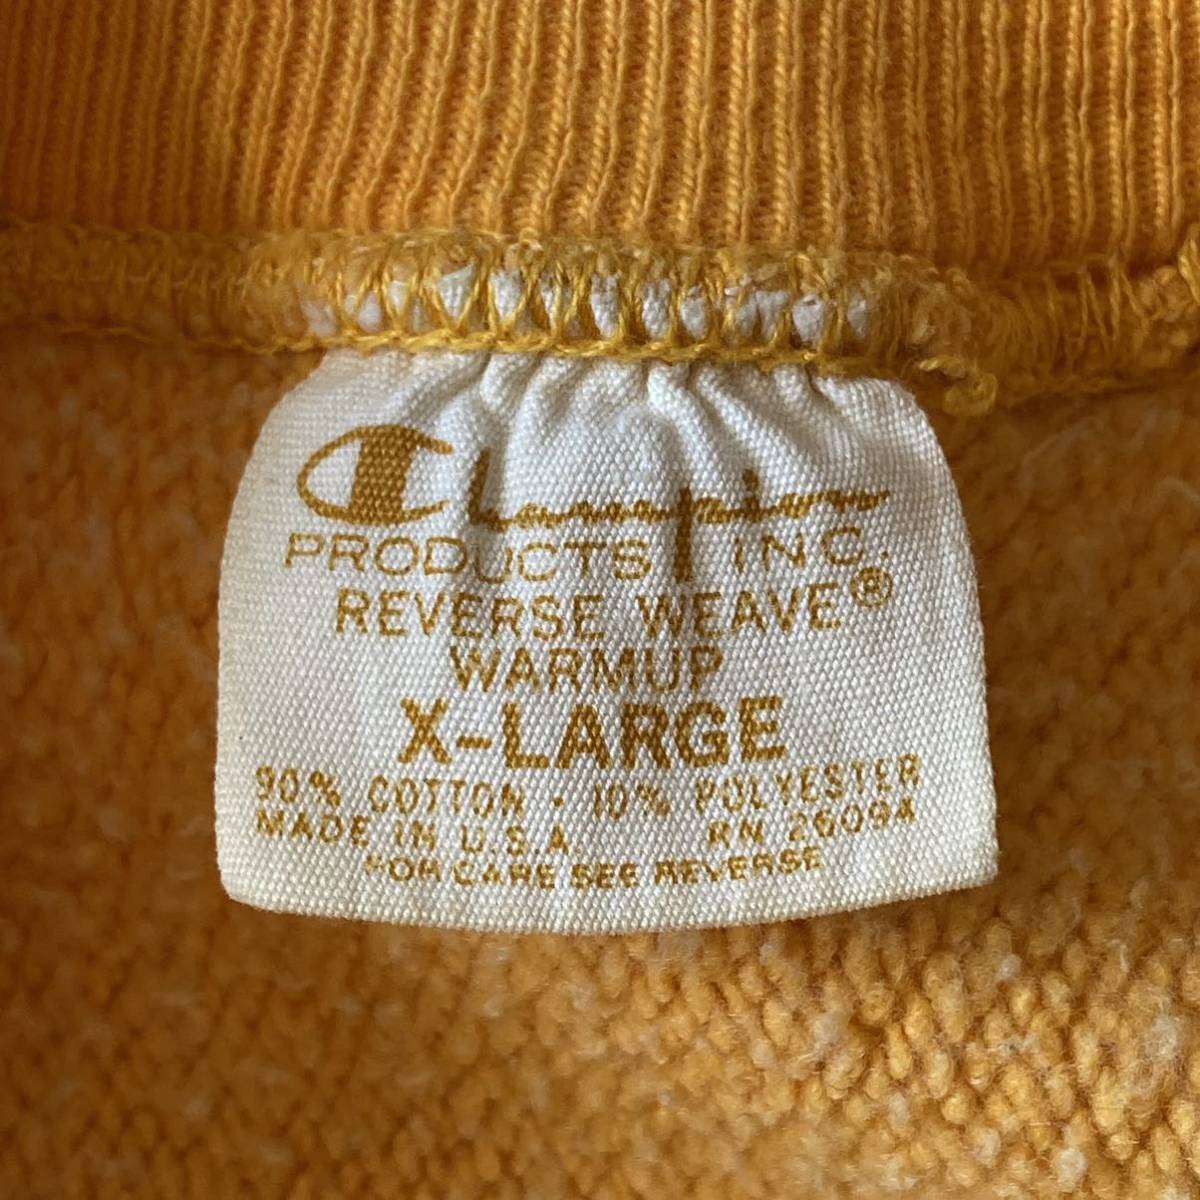 Champion
PRODUCTS INC.
REVERSE WEAVE®
WARMUP
X-LARGE
90% COTTON · 10% POLYESTER
MADE IN U.S.A. RN 26094
FOR CARE SEE REVERSE